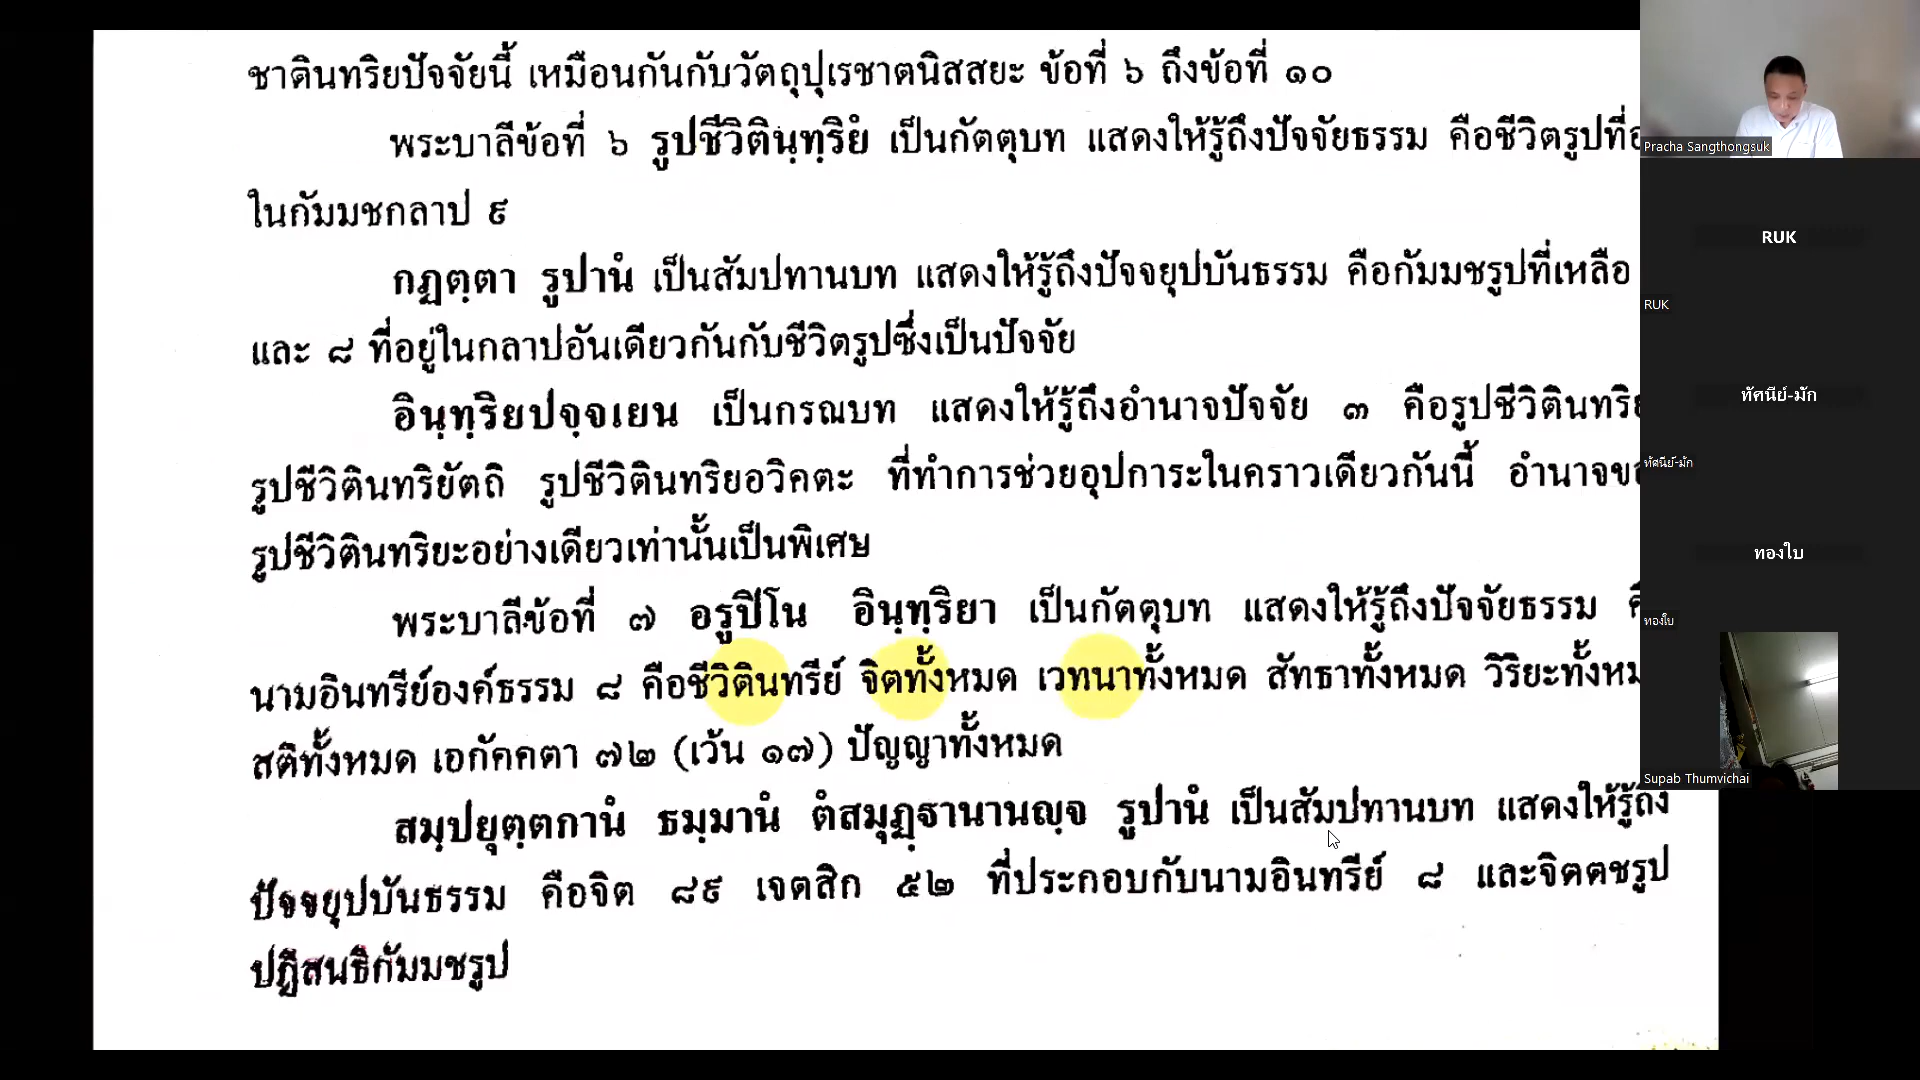 ชาตินทริยปัจจัยนี้ เหมือนกันกับวัตถุปุเรชาตนิสสยะ ข้อที่ ๖ ถึงข้อที่ ๑๐
พระบาลีข้อที่ ๖ รูปชีวิตินฺทฺริยํ เป็นกัตตุบท แสดงให้รู้ถึงปัจจัยธรรม คือชีวิตรูปที่
ในกัมมชกลาป ๙
กฏตฺตา รูปานํ เป็นสัมปทานบท แสดงให้รู้ถึงปัจจยุปบันธรรม คือกัมมชรูปที่เหลือ
และ ๘ ที่อยู่ในกลาปอันเดียวกันกับชีวิตรูปซึ่งเป็นปัจจัย
อินฺทฺริยปจฺจเยน เป็นกรณบท แสดงให้รู้ถึงอำนาจปัจจัย ๓ คือรูปชีวิตินทริย
รูปชีวิตินทริยัตถิ รูปชีวิตินทริยอวิคตะ ที่ทำการช่วยอุปการะในคราวเดียวกันนี้ อำนาจ
รูปชีวิตินทริยะอย่างเดียวเท่านั้นเป็นพิเศษ
พระบาลีข้อที่ ๗ อรูปิโน อินฺทฺริยา เป็นกัตตุบท แสดงให้รู้ถึงปัจจัยธรรม
นามอินทรีย์องค์ธรรม ๘ คือชีวิตินทรีย์ จิตทั้งหมด เวทนาทั้งหมด สัทธาทั้งหมด วิริยะทั้งหม
สติทั้งหมด เอกัคคตา ๗๒ (เว้น ๑๗) ปัญญาทั้งหมด
สมฺปยุตฺตกานํ ธมฺมานํ ตํสมุฏฺฐานานญฺจ รูปานํ เป็นสัมปทานบท แสดงให้รู้ถึง
ปัจจยุปบันธรรม คือจิต ๘๙ เจตสิก ๕๒ ที่ประกอบกับนามอินทรีย์ ๘ และจิตตชรูป
ปฏิสนธิกัมมชรูป
Pracha Sangthongsuk
RUK
RUK
ทัศนีย์-มัก
ทัศนีย์-มัก
ทองใบ
ทองใบ
Supab Thumvichai